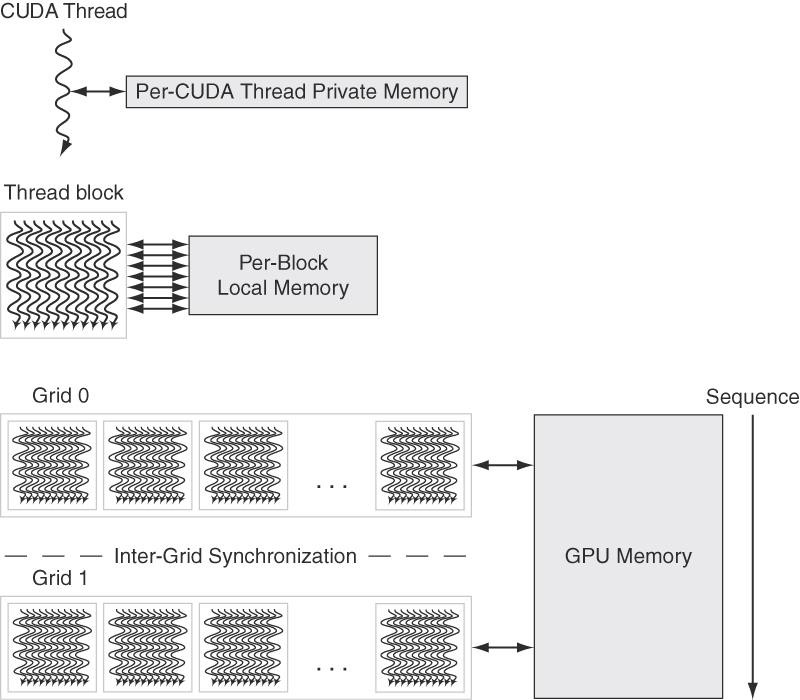 CUDA Thread
Per-CUDA Thread Private Memory
Thread block
Per-Block
Local Memory
Grid 0
Sequence
. . .
Inter-Grid Synchronization
GPU Memory
Grid 1
. . .